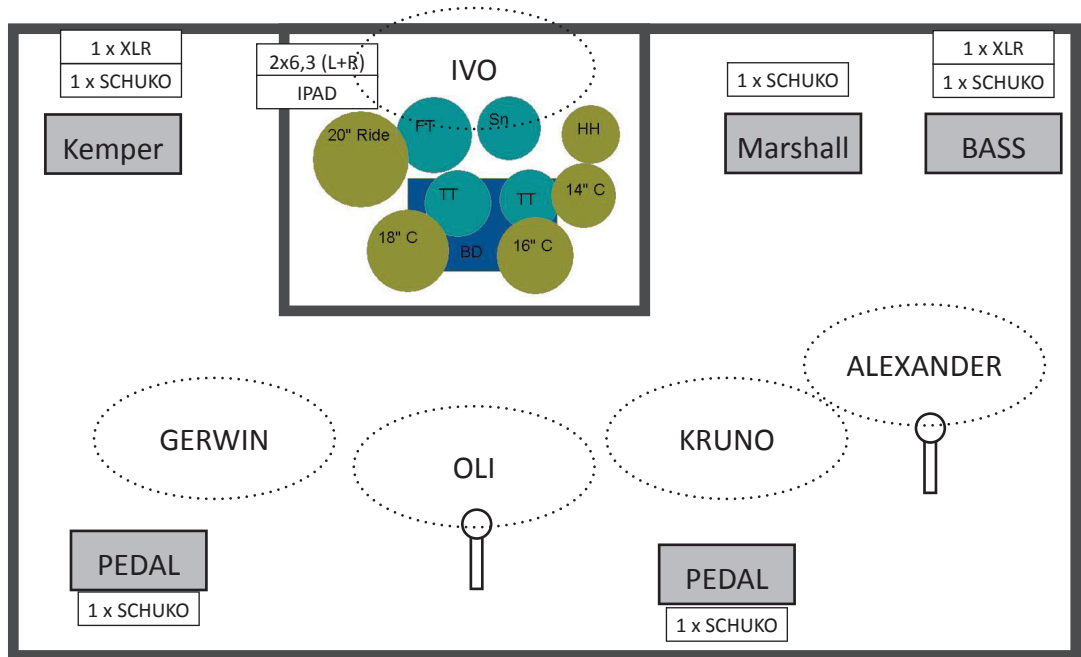 1 x XLR
1 x SCHUKO
Kemper
2x6,3 (L+R)
IPAD
IVO
1 x SCHUKO
Marshall
1 x XLR
1 x SCHUKO
BASS
FT
Sn
HH
20" Ride
TT
TT
14" C
18" C
BD
16" C
ALEXANDER
GERWIN
OLI
KRUNO
PEDAL
1 x SCHUKO
PEDAL
1 x SCHUKO